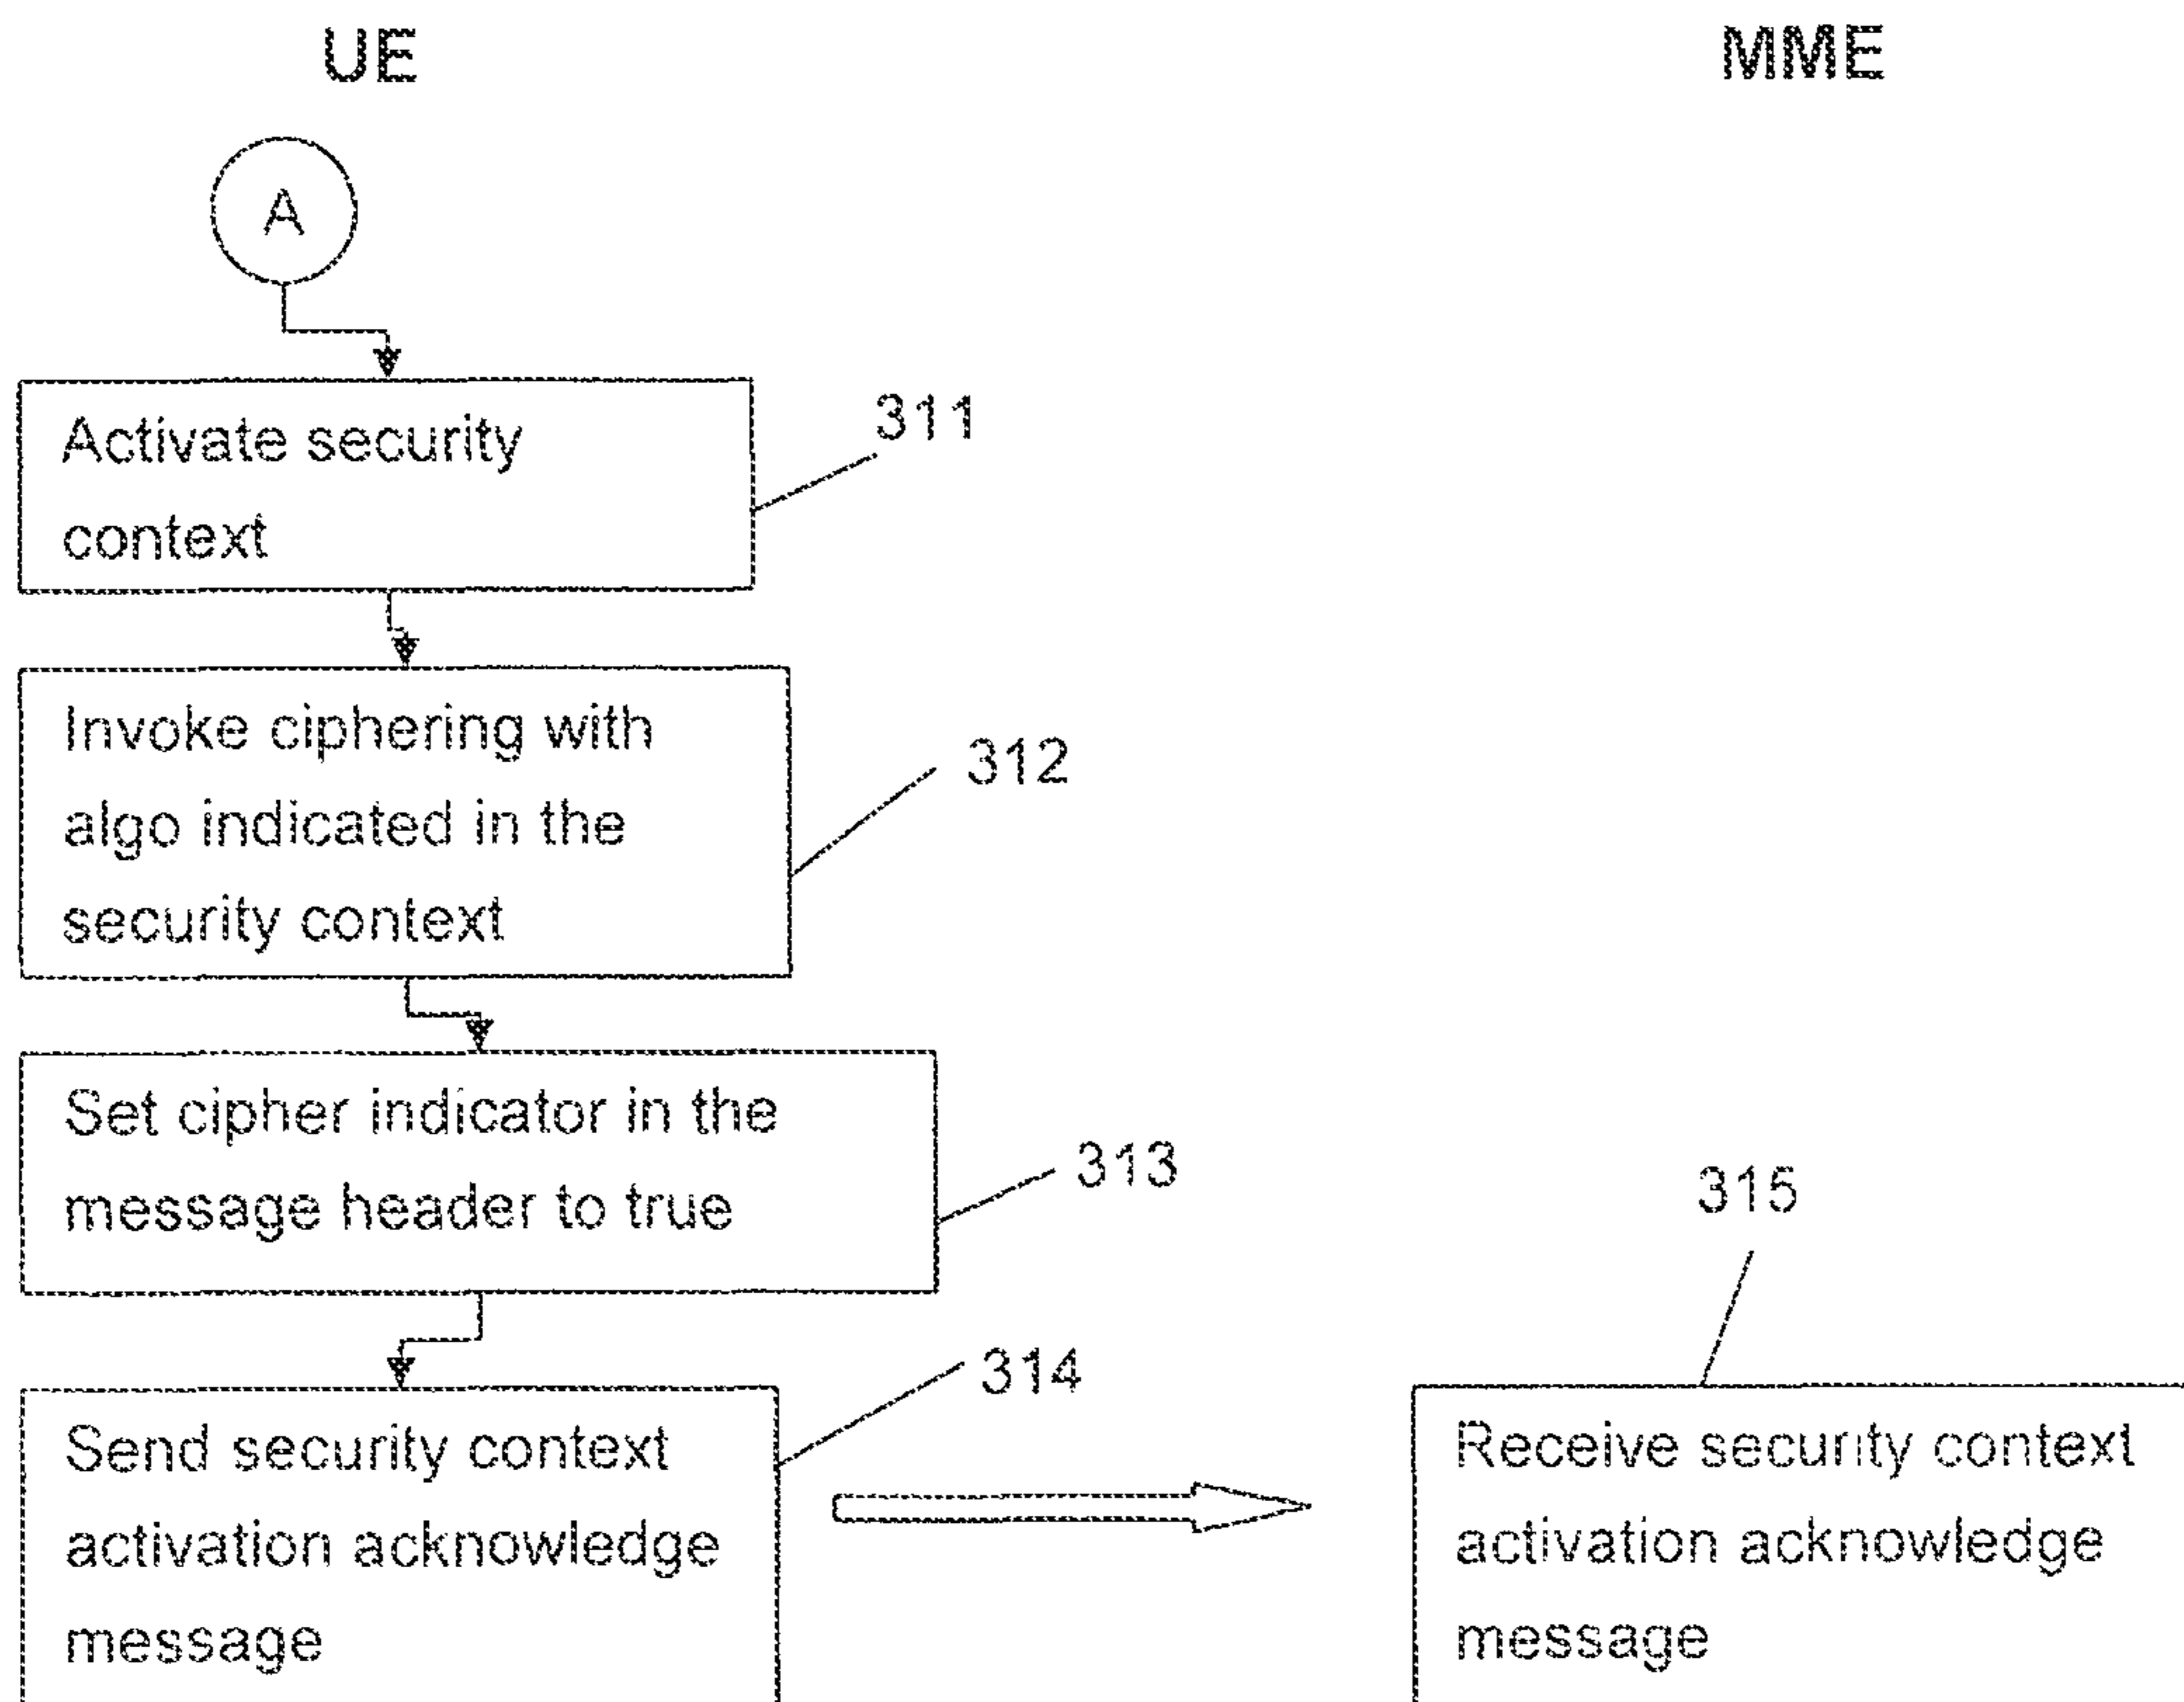 UE
MME
A
Activate security
context
311
Invoke ciphering with
algo indicated in the
security context
312
Set cipher indicator in the
message header to true
313
315
Send security context
activation acknowledge
message
314
Receive security context
activation acknowledge
message